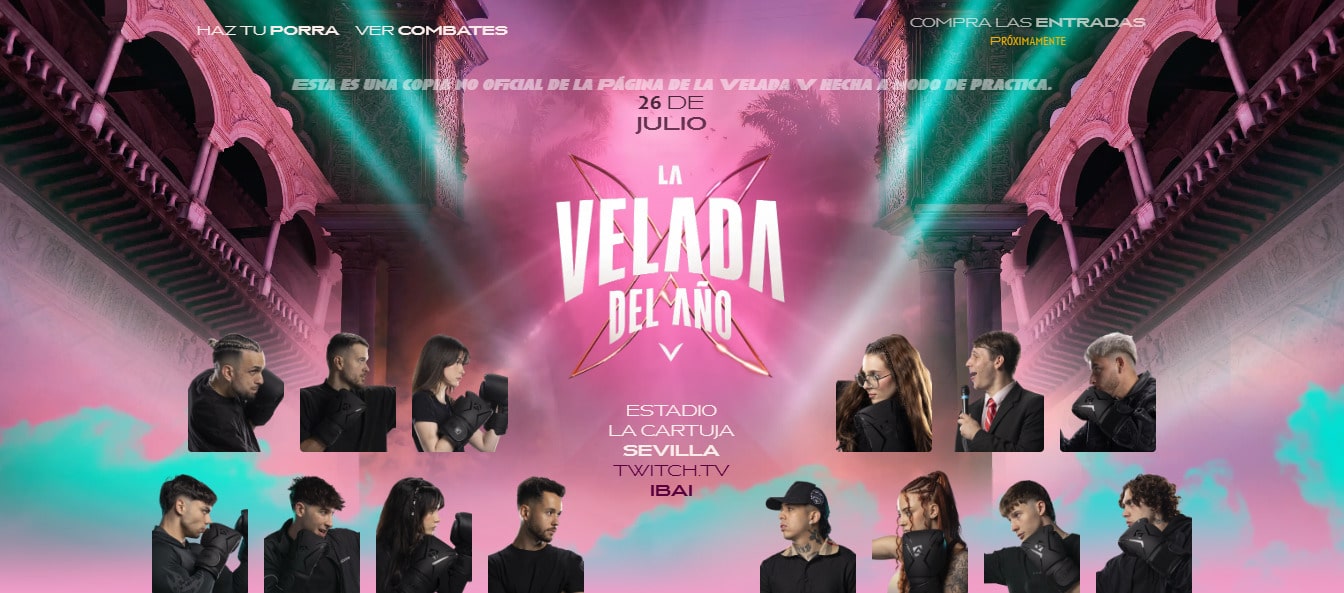 HAZ TU PORRA VER COMBATES
COMPRA LAS ENTRADAS
PRÓXIMAMENTE
ESTA ES UNA COPIA NO OFICIAL DE LA PÁGINA DE LA VELADA V HECHA A MODO DE PRACTICA.
26 DE
JULIO
LA
VELADA
DEL AÑO
V
ESTADIO
LA CARTUJA
SEVILLA
TWITCH.TV
IBAI